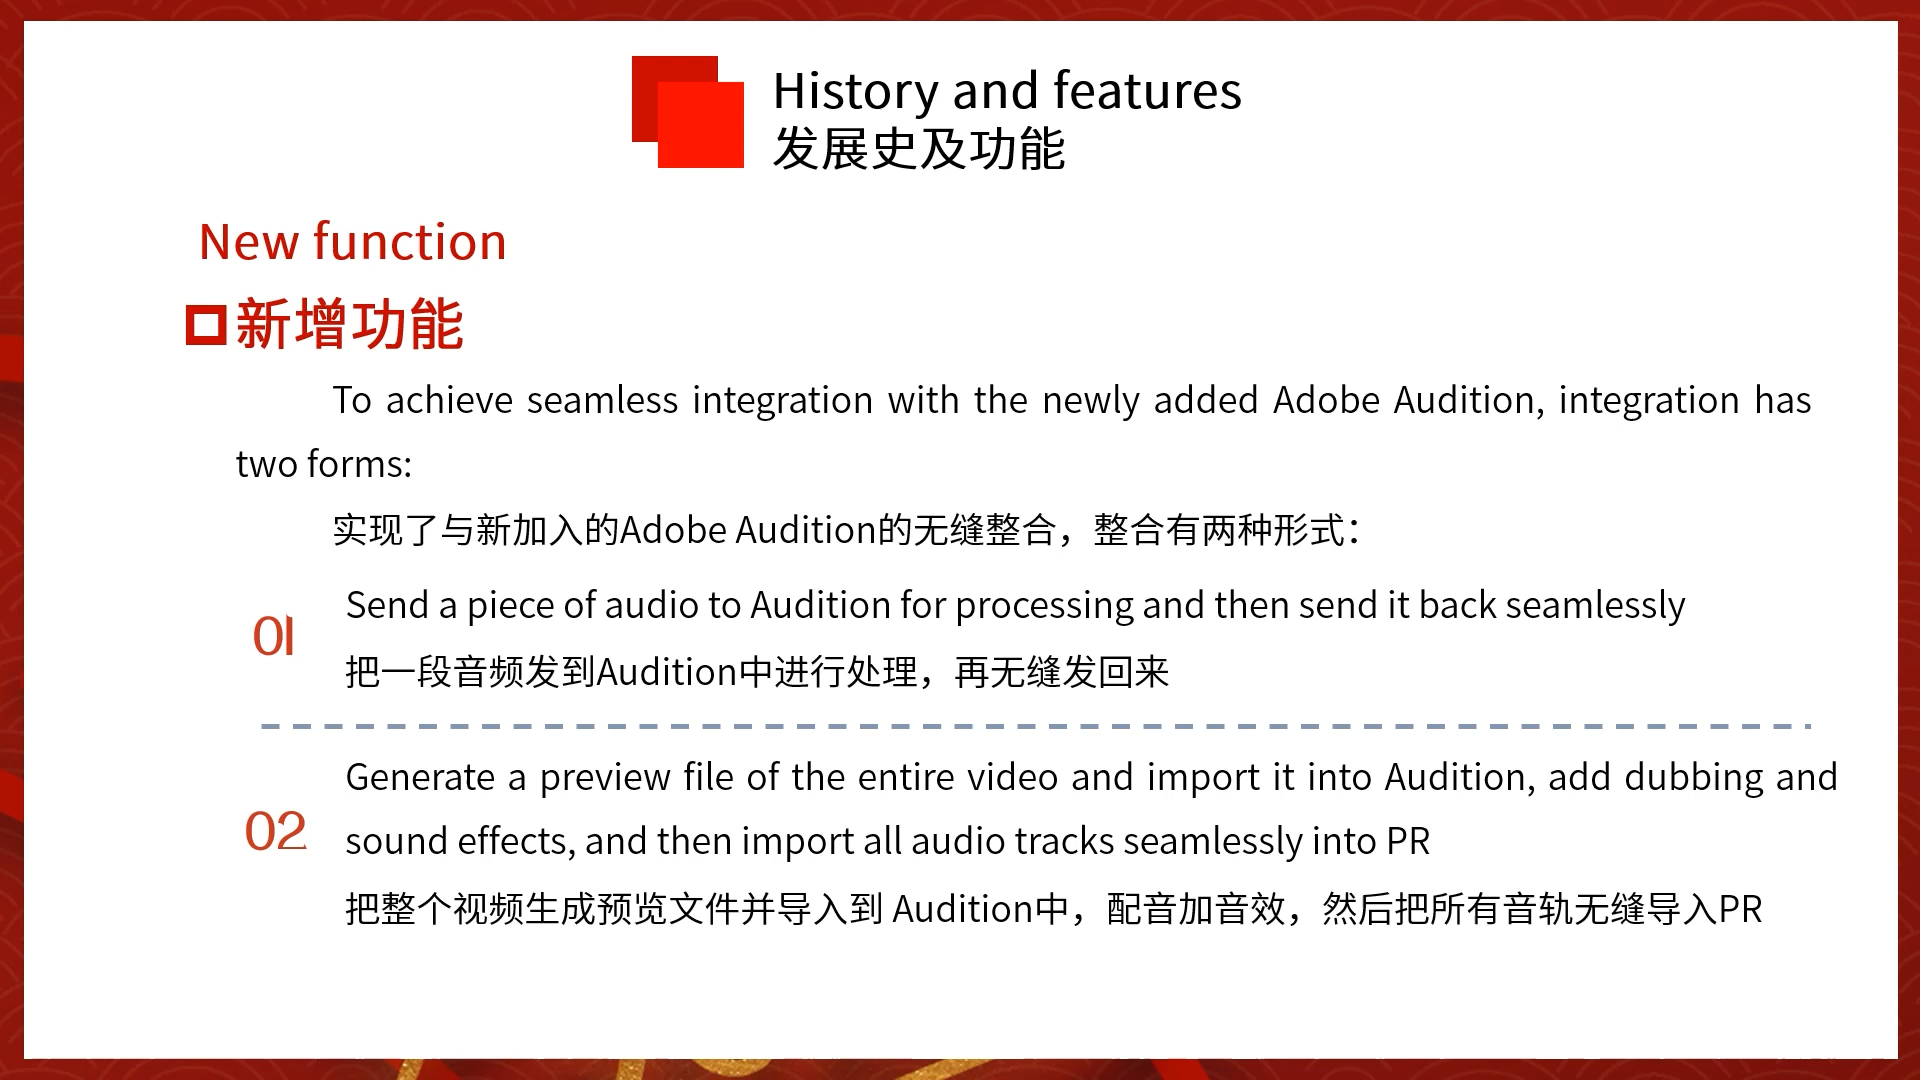 History and features
发展史及功能
New function
新增功能
To achieve seamless integration with the newly added Adobe Audition, integration has
two forms:
实现了与新加入的Adobe Audition的无缝整合，整合有两种形式：
01
Send a piece of audio to Audition for processing and then send it back seamlessly
把一段音频发到Audition中进行处理，再无缝发回来
02
Generate a preview file of the entire video and import it into Audition, add dubbing and
sound effects, and then import all audio tracks seamlessly into PR
把整个视频生成预览文件并导入到 Audition中，配音加音效，然后把所有音轨无缝导入PR